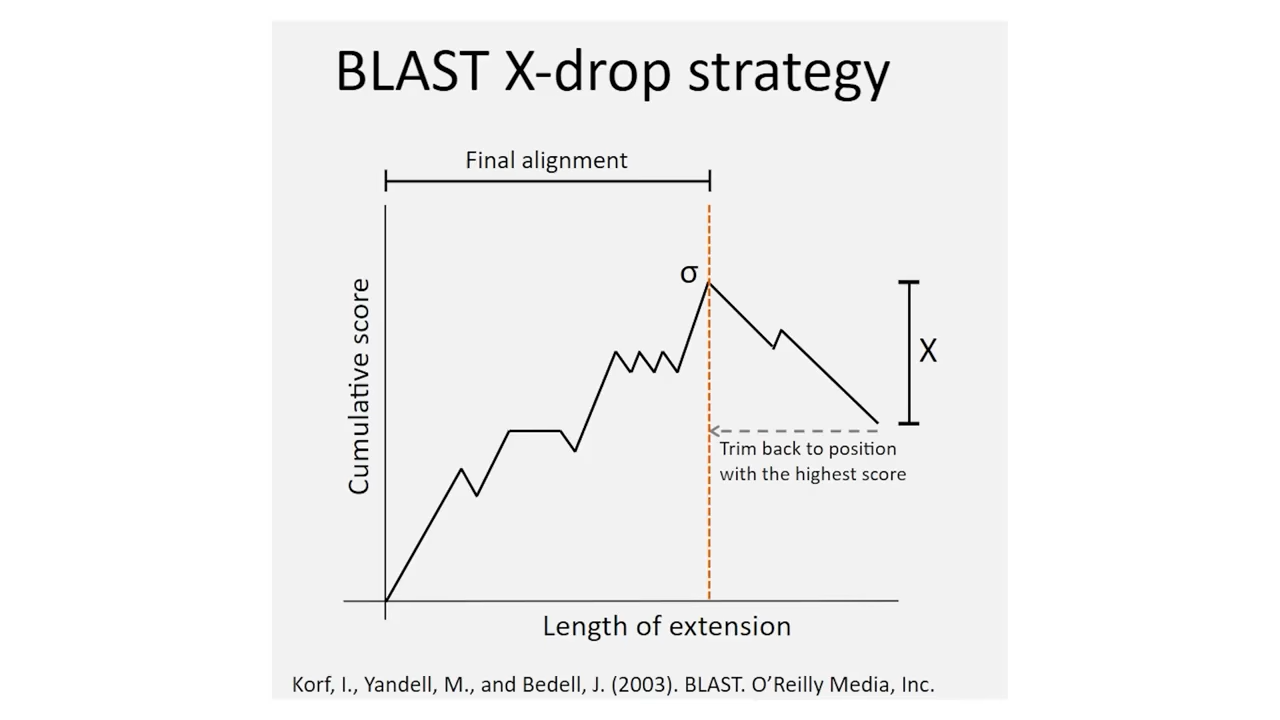 BLAST X-drop strategy
Final alignment
σ
Cumulative score
X
Trim back to position
with the highest score
Length of extension
Korf, I., Yandell, M., and Bedell, J. (2003). BLAST. O’Reilly Media, Inc.